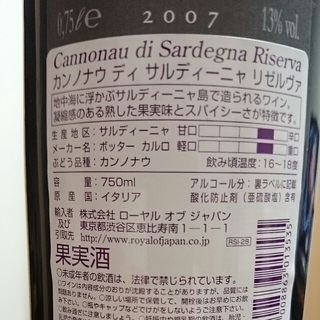 0,75ℓe 2007 13% vol.
Cannonau di Sardegna Riserva
カンノナウ ディ サルディーニャ リゼルヴァ
地中海に浮かぶサルディーニャ島で造られるワイン。
凝縮感のある熟した果実味とスパイシーさが特徴です。
生産地区:サルディーニャ 甘口 辛口
メーカー名:ポッター カルロ 軽口 重口
ぶどう品種:カンノナウ 飲み頃温度:16~18度
容量:750ml アルコール分:裏ラベルに記載
原産国:イタリア 酸化防止剤(亜硫酸塩)含有
輸入者 株式会社 ローヤル オブ ジャパン
及び 東京都渋谷区恵比寿南1-1-1
引取先 http://www.royalofjapan.co.jp RSI-28
果実酒
○未成年者の飲酒は、法律で禁じられています。